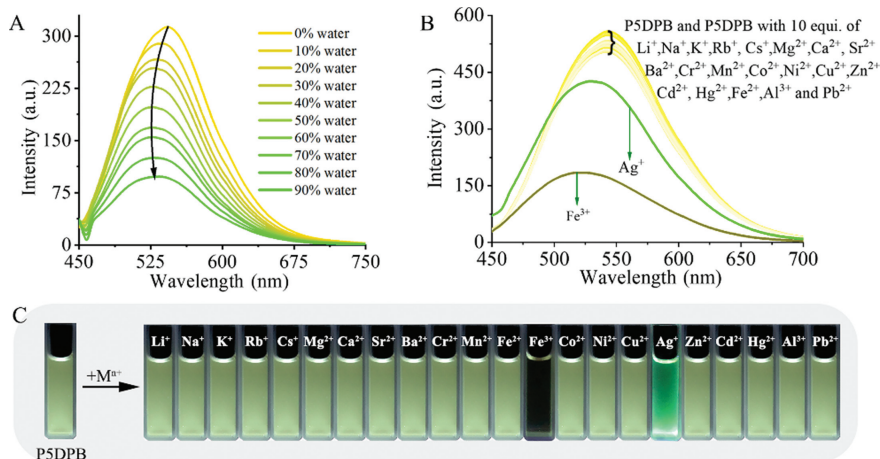 A
Intensity (a.u.)
300
225
150
75
0
450
525
600
675
750
Wavelength (nm)
0% water
10% water
20% water
30% water
40% water
50% water
60% water
70% water
80% water
90% water
B
Intensity (a.u.)
600
450
300
150
0
450
500
550
600
650
700
Wavelength (nm)
P5DPB and P5DPB with 10 equi. of
Li⁺,Na⁺,K⁺,Rb⁺, Cs⁺,Mg²⁺,Ca²⁺, Sr²⁺
Ba²⁺,Cr²⁺,Mn²⁺,Co²⁺,Ni²⁺,Cu²⁺,Zn²⁺
Cd²⁺, Hg²⁺,Fe²⁺,Al³⁺ and Pb²⁺
Ag⁺
Fe³⁺
C
P5DPB
+Mⁿ⁺
Li⁺ Na⁺ K⁺ Rb⁺ Cs⁺ Mg²⁺ Ca²⁺ Sr²⁺ Ba²⁺ Cr²⁺ Mn²⁺ Fe²⁺ Fe³⁺ Co²⁺ Ni²⁺ Cu²⁺ Ag⁺ Zn²⁺ Cd²⁺ Hg²⁺ Al³⁺ Pb²⁺